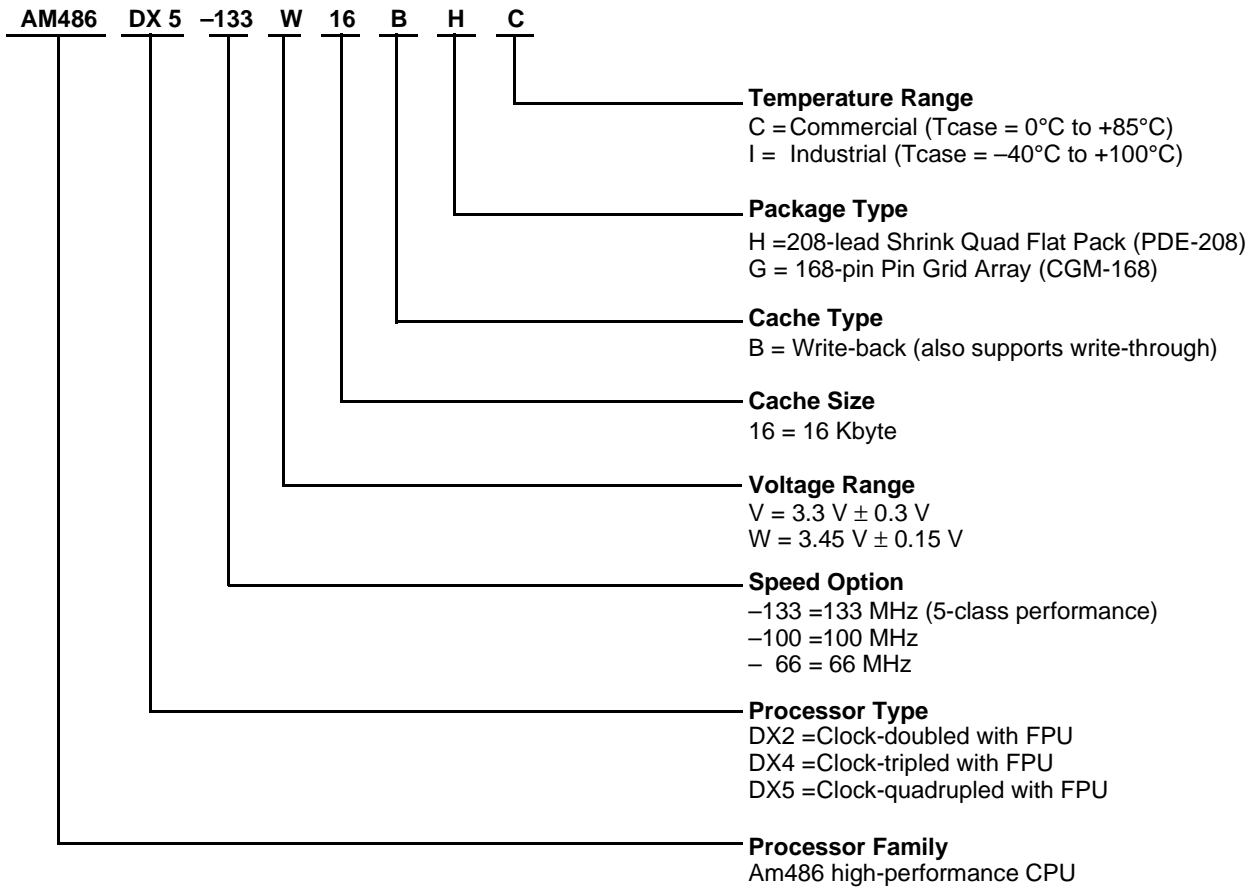 AM486 DX 5 –133 W 16 B H C
Temperature Range
C = Commercial (Tcase = 0°C to +85°C)
I = Industrial (Tcase = –40°C to +100°C)
Package Type
H =208-lead Shrink Quad Flat Pack (PDE-208)
G = 168-pin Pin Grid Array (CGM-168)
Cache Type
B = Write-back (also supports write-through)
Cache Size
16 = 16 Kbyte
Voltage Range
V = 3.3 V ± 0.3 V
W = 3.45 V ± 0.15 V
Speed Option
–133 =133 MHz (5-class performance)
–100 =100 MHz
– 66 = 66 MHz
Processor Type
DX2 =Clock-doubled with FPU
DX4 =Clock-tripled with FPU
DX5 =Clock-quadrupled with FPU
Processor Family
Am486 high-performance CPU